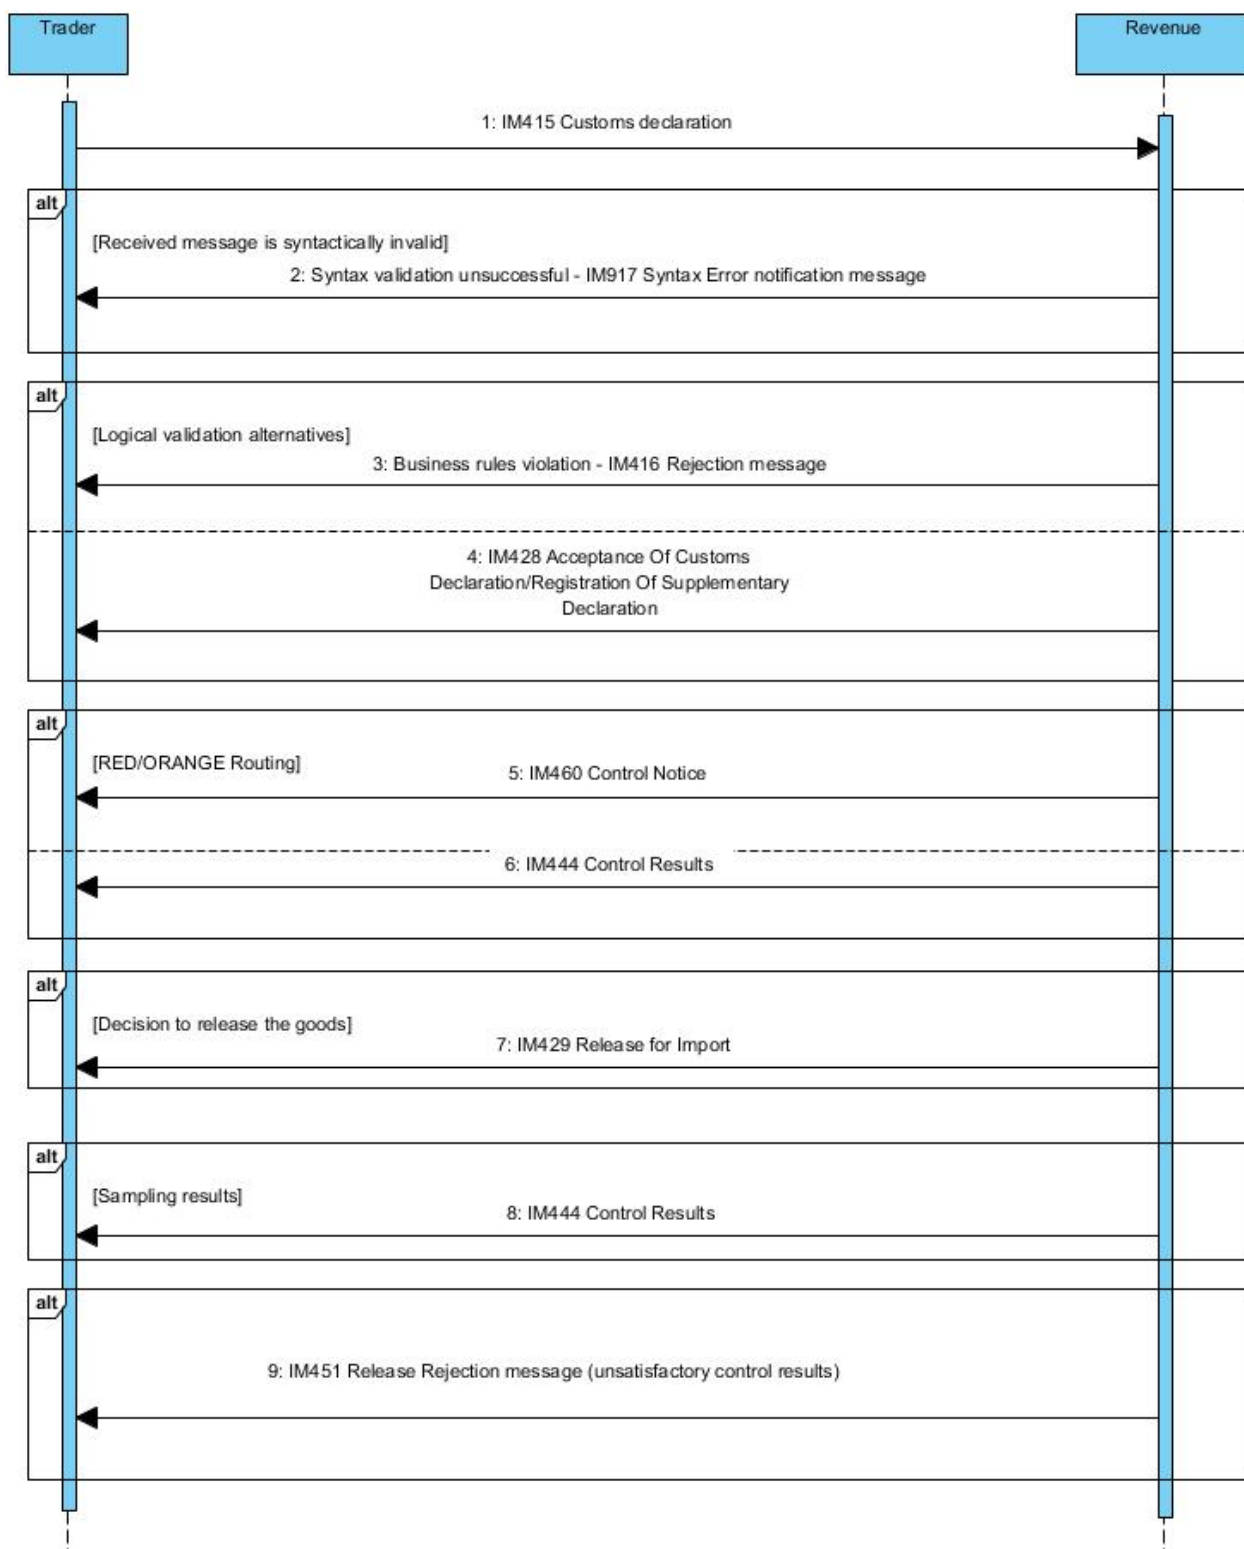 Trader
Revenue
1: IM415 Customs declaration
alt
[Received message is syntactically invalid]
2: Syntax validation unsuccessful - IM917 Syntax Error notification message
alt
[Logical validation alternatives]
3: Business rules violation - IM416 Rejection message
4: IM428 Acceptance Of Customs
Declaration/Registration Of Supplementary
Declaration
alt
[RED/ORANGE Routing]
5: IM460 Control Notice
6: IM444 Control Results
alt
[Decision to release the goods]
7: IM429 Release for Import
alt
[Sampling results]
8: IM444 Control Results
alt
9: IM451 Release Rejection message (unsatisfactory control results)